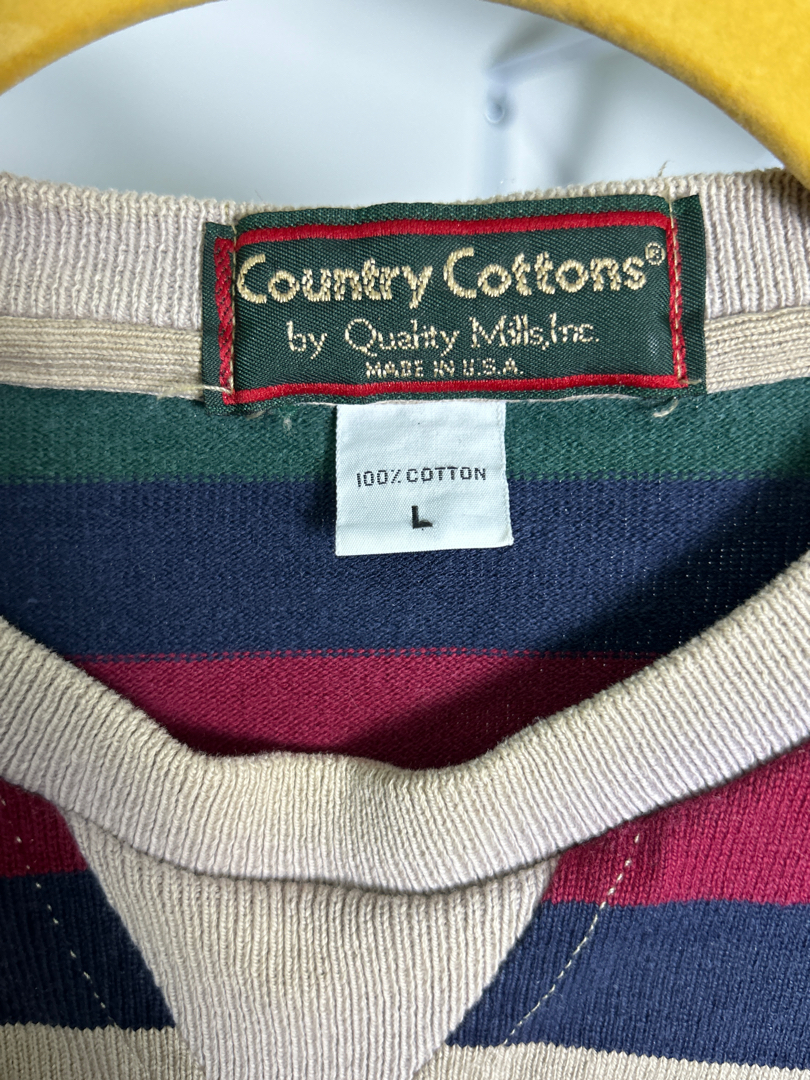 Country Cottons®
by Quality Mills, Inc.
MADE IN U.S.A.
100% COTTON
L